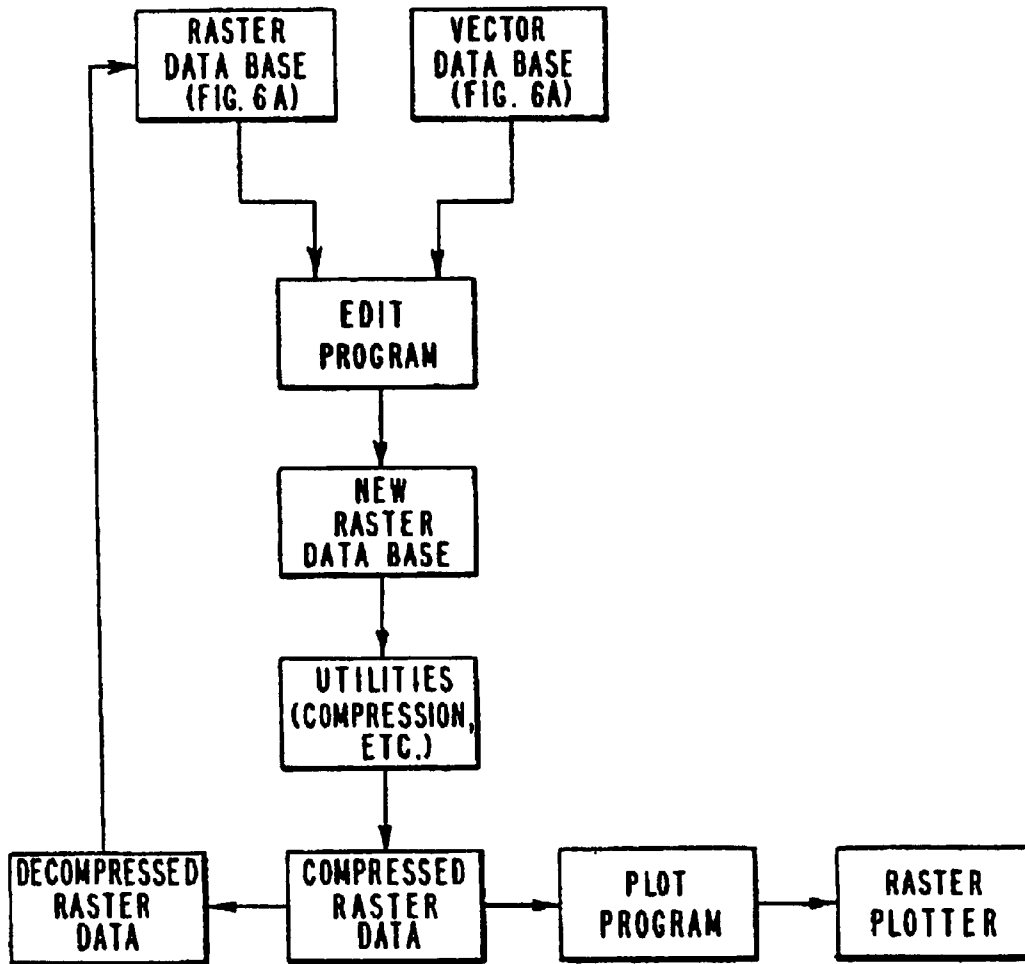 RASTER
DATA BASE
(FIG. 6A)
VECTOR
DATA BASE
(FIG. 6A)
EDIT
PROGRAM
NEW
RASTER
DATA BASE
UTILITIES
(COMPRESSION,
ETC.)
DECOMPRESSED
RASTER
DATA
COMPRESSED
RASTER
DATA
PLOT
PROGRAM
RASTER
PLOTTER